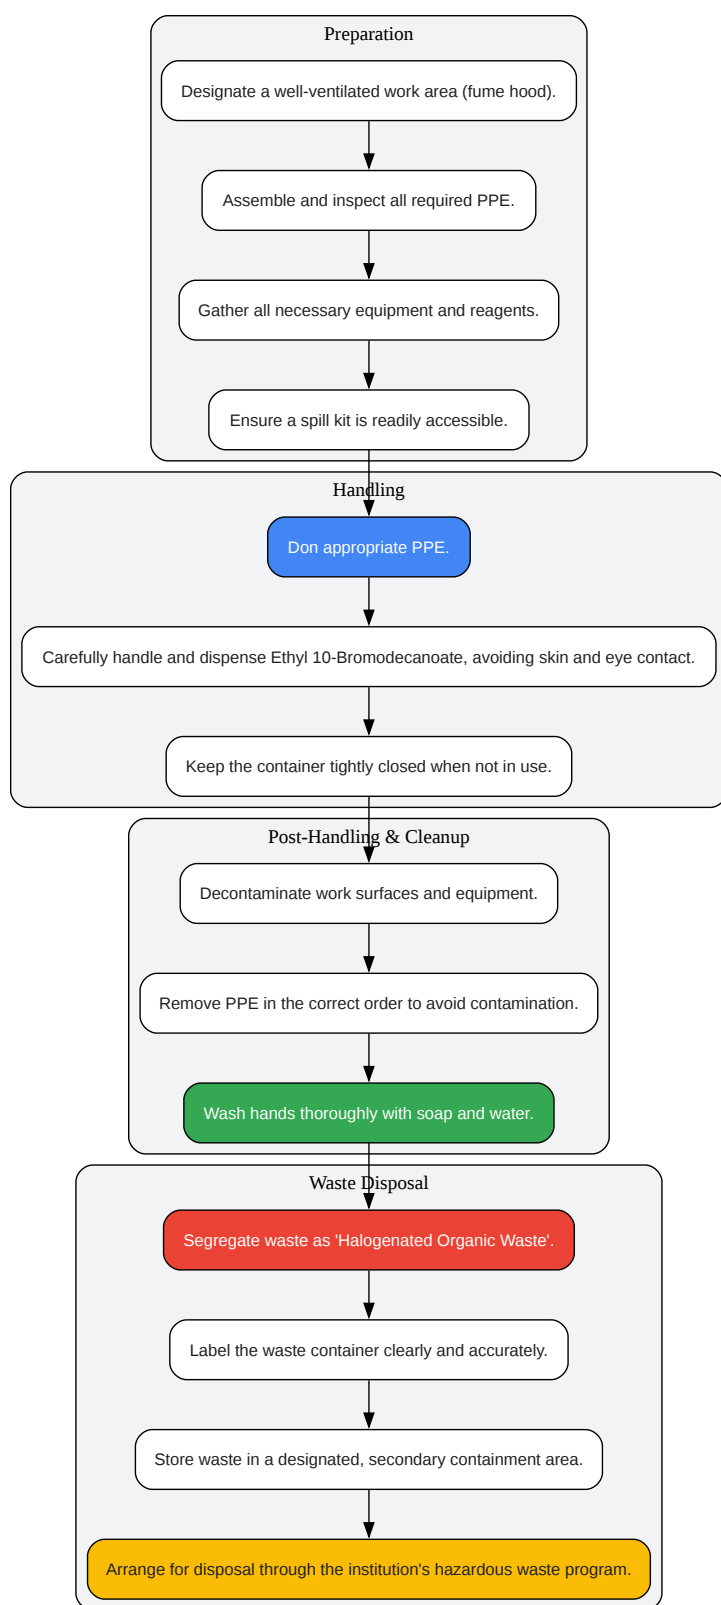 Preparation
Designate a well-ventilated work area (fume hood).
Assemble and inspect all required PPE.
Gather all necessary equipment and reagents.
Ensure a spill kit is readily accessible.
Handling
Don appropriate PPE.
Carefully handle and dispense Ethyl 10-Bromodecanoate, avoiding skin and eye contact.
Keep the container tightly closed when not in use.
Post-Handling & Cleanup
Decontaminate work surfaces and equipment.
Remove PPE in the correct order to avoid contamination.
Wash hands thoroughly with soap and water.
Waste Disposal
Segregate waste as 'Halogenated Organic Waste'.
Label the waste container clearly and accurately.
Store waste in a designated, secondary containment area.
Arrange for disposal through the institution's hazardous waste program.